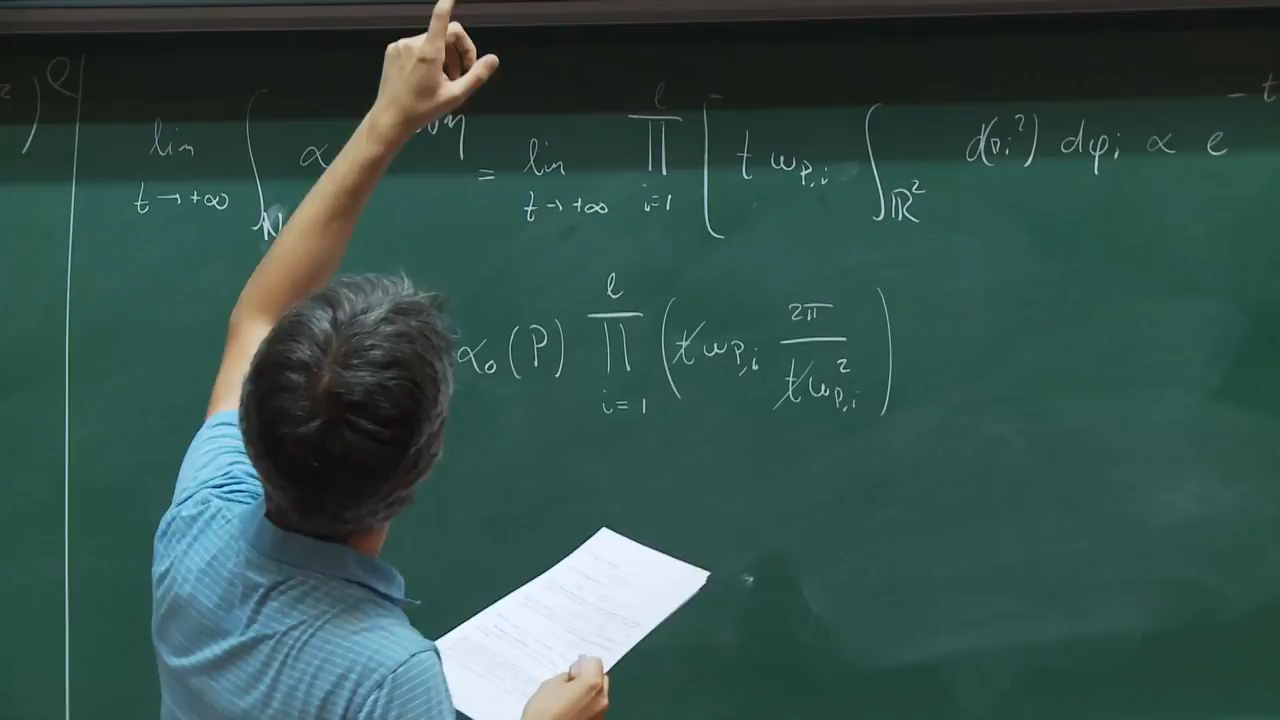 ) e
lim t→+∞ ∫ α = lim t→+∞ ∏ i=1 l [ t ω_{P,i} ∫_{ℝ²} d(ρ_i²) dφ_i α e^{-t
α₀(P) ∏ i=1 l ( t ω_{P,i} 2π / t ω²_{P,i} )